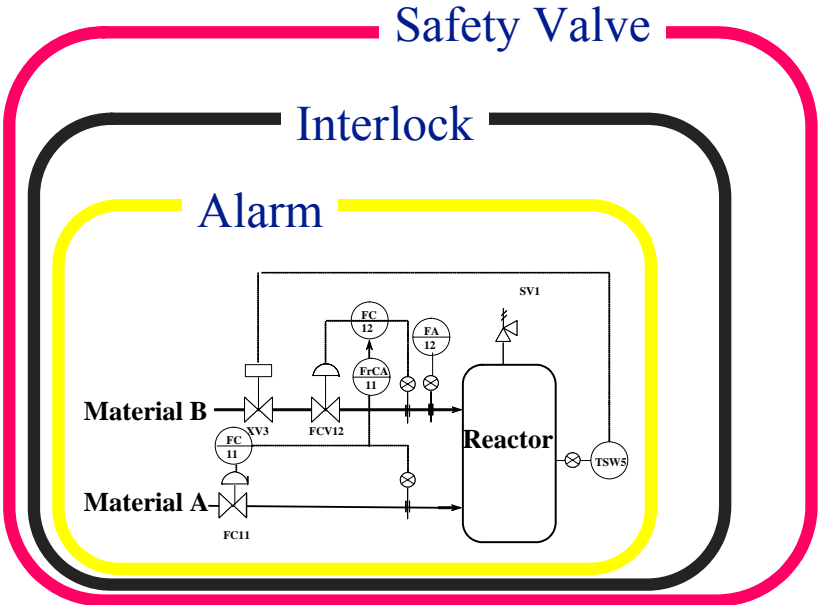 Safety Valve
Interlock
Alarm
SV1
FC
12
FA
12
FrCA
11
Material B
XV3
FCV12
Reactor
FC
11
TSW5
Material A
FC11